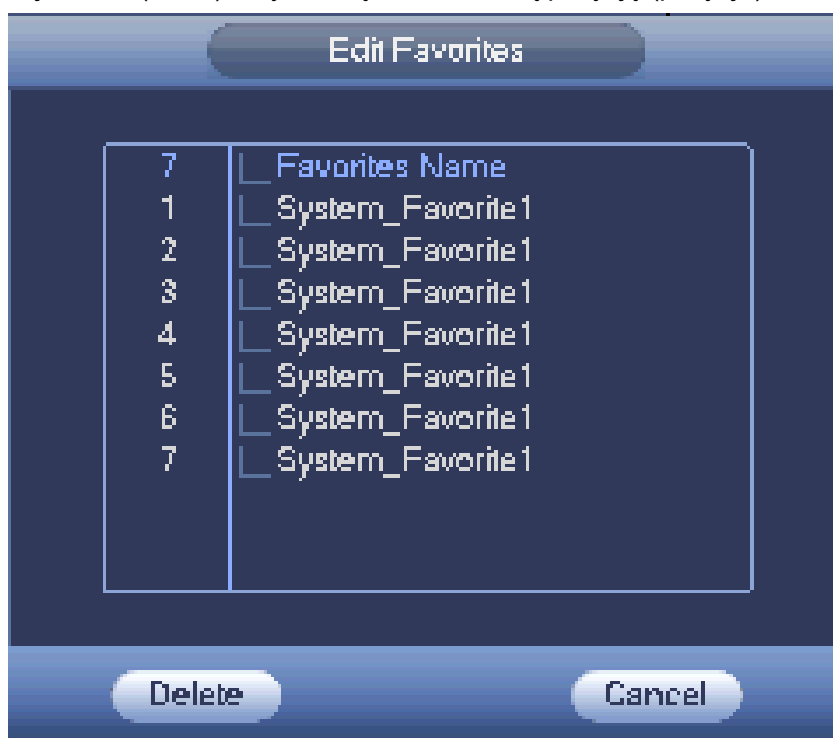 Edit Favorites
7 Favorites Name
1 System_Favorite1
2 System_Favorite1
3 System_Favorite1
4 System_Favorite1
5 System_Favorite1
6 System_Favorite1
7 System_Favorite1
Delete Cancel